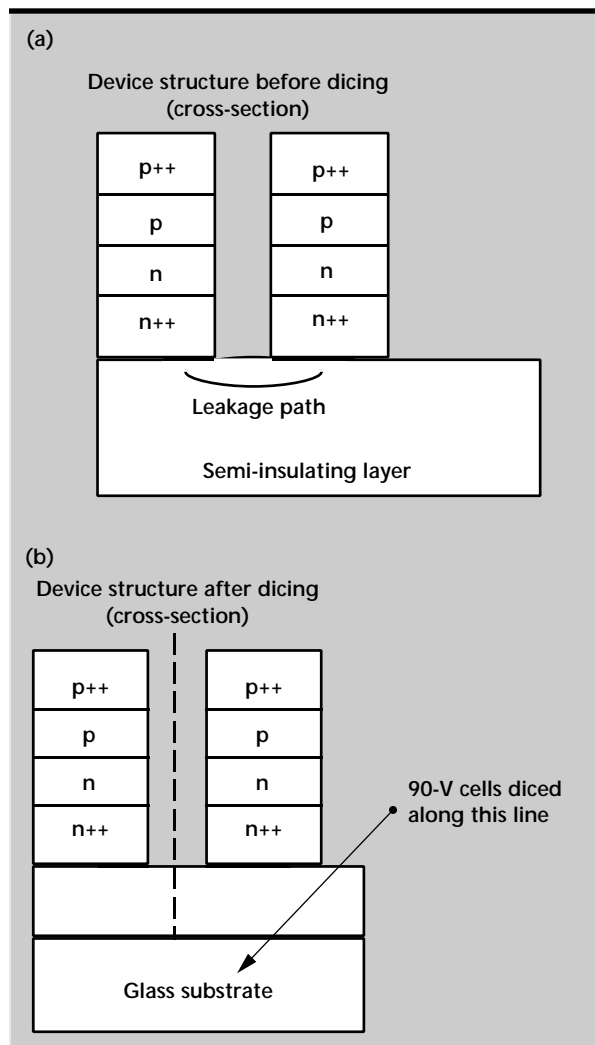 (a)
Device structure before dicing
(cross-section)
p++
p++
p
p
n
n
n++
n++
Leakage path
Semi-insulating layer
(b)
Device structure after dicing
(cross-section)
p++
p++
p
p
n
n
n++
n++
90-V cells diced
along this line
Glass substrate